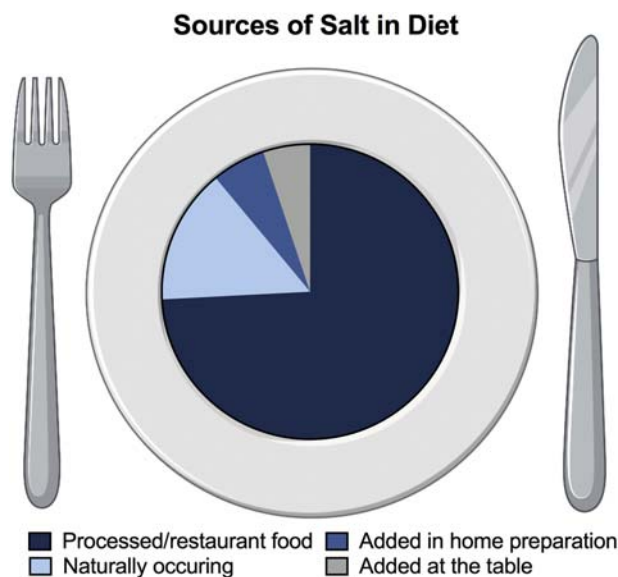 Sources of Salt in Diet
Processed/restaurant food
Added in home preparation
Naturally occuring
Added at the table